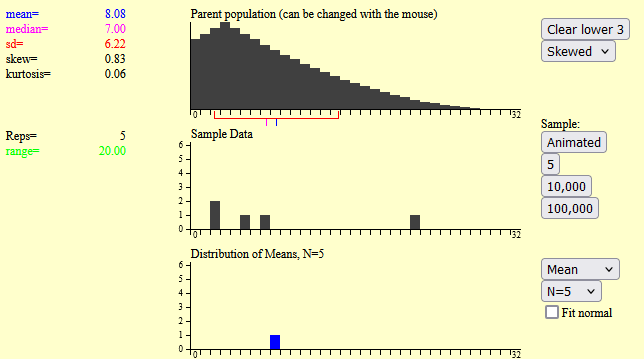 mean= 8.08
median= 7.00
sd= 6.22
skew= 0.83
kurtosis= 0.06
Parent population (can be changed with the mouse)
0 32
Clear lower 3
Skewed
Reps= 5
range= 20.00
Sample Data
6
5
4
3
2
1
0
0 32
Sample:
Animated
5
10,000
100,000
Distribution of Means, N=5
6
5
4
3
2
1
0
0 32
Mean
N=5
Fit normal